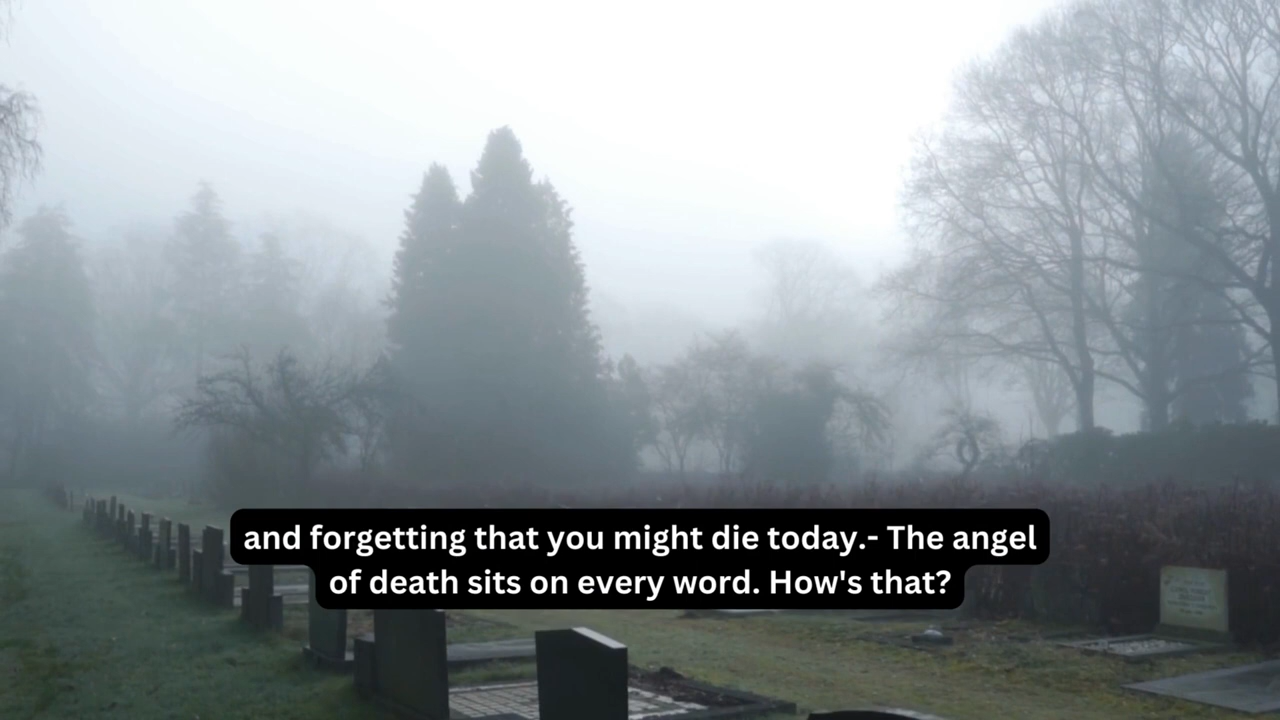 and forgetting that you might die today.- The angel
of death sits on every word. How's that?